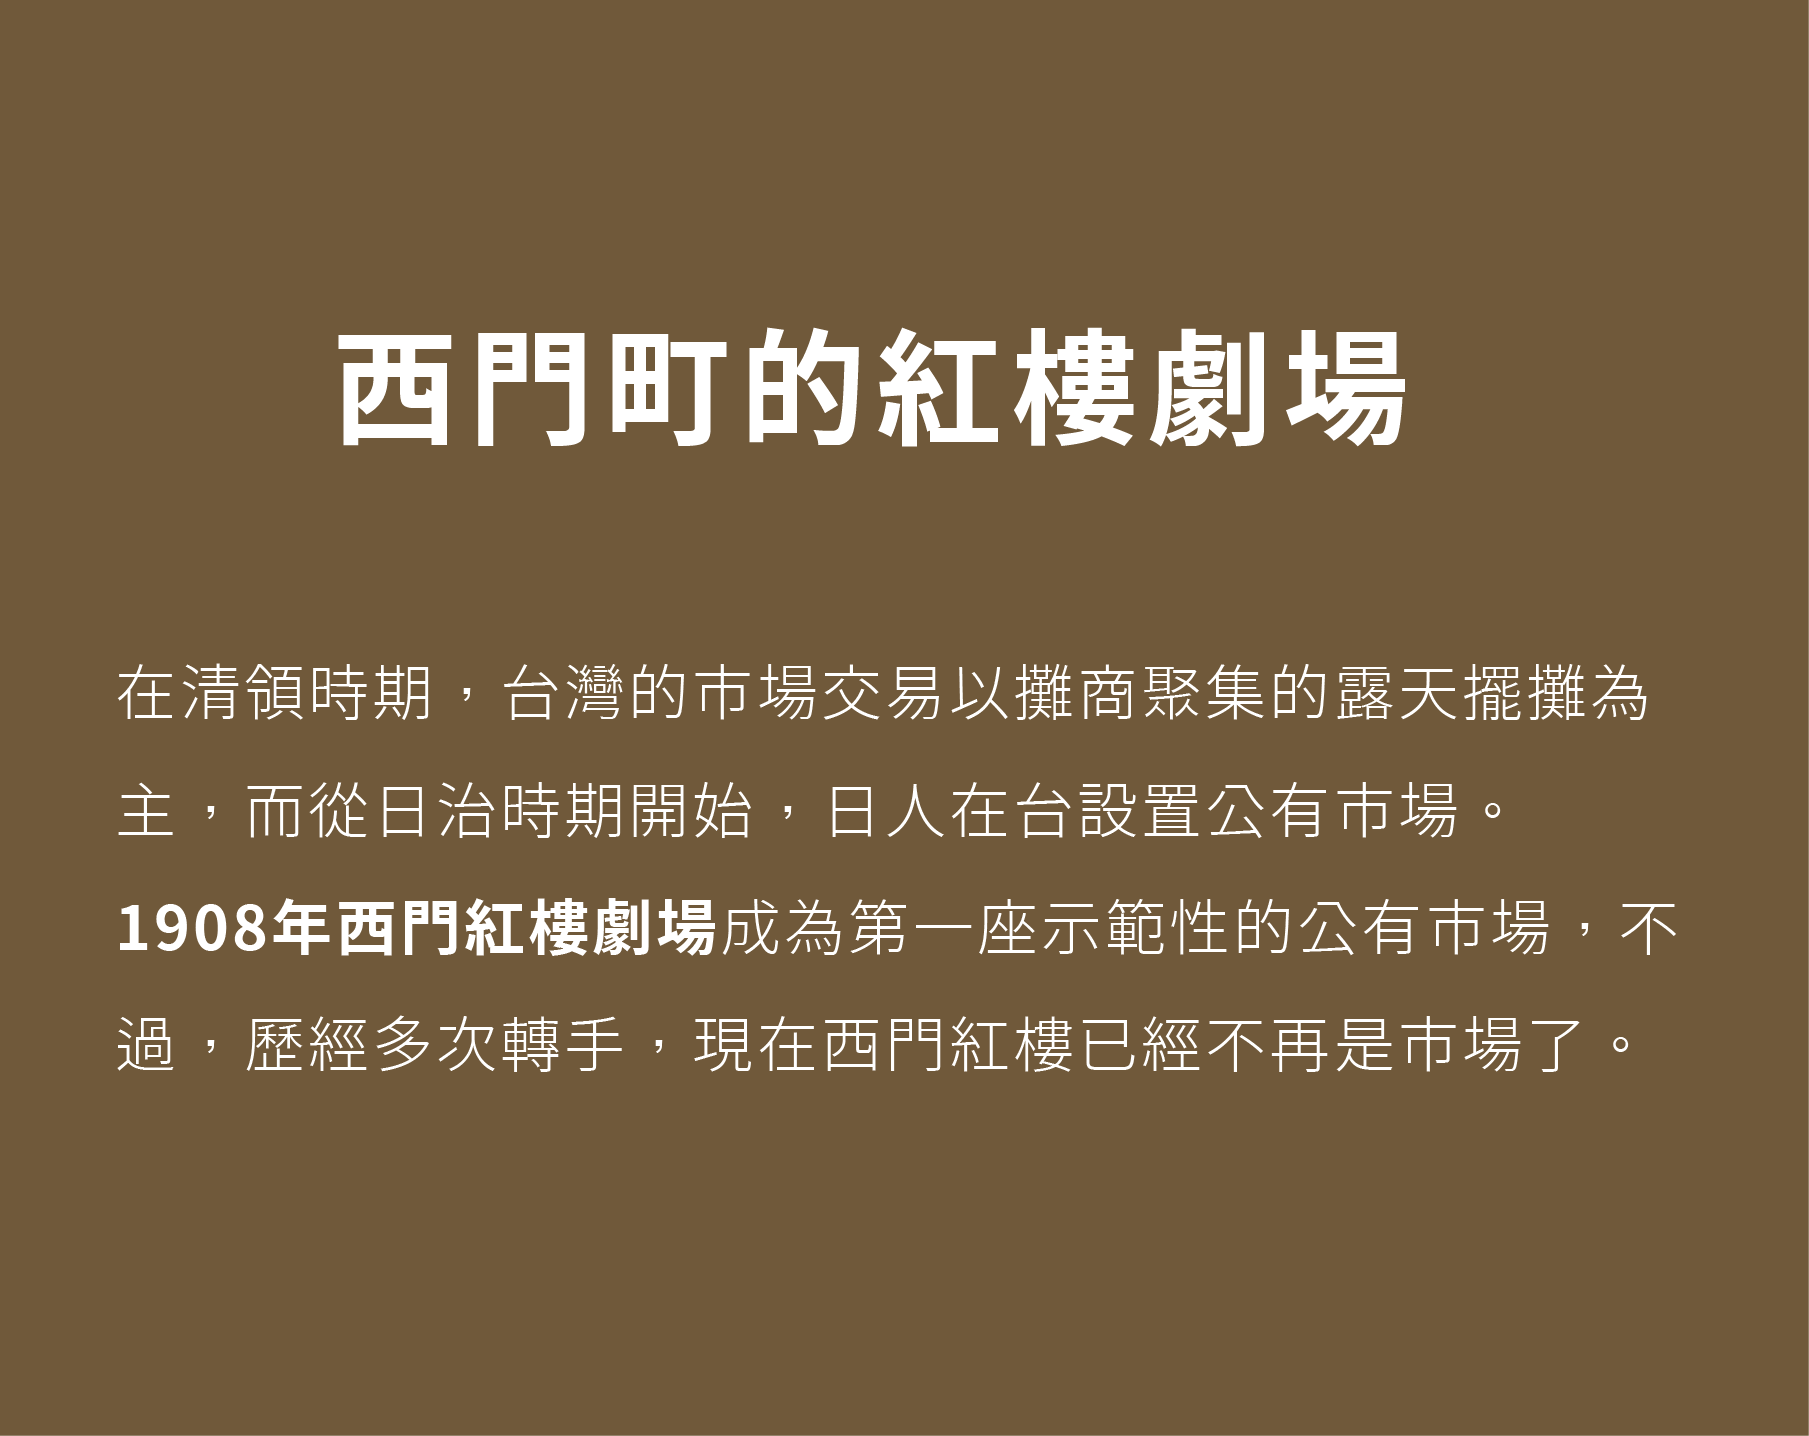 西門町的紅樓劇場
在清領時期，台灣的市場交易以攤商聚集的露天擺攤為
主，而從日治時期開始，日人在台設置公有市場。
1908年西門紅樓劇場成為第一座示範性的公有市場，不
過，歷經多次轉手，現在西門紅樓已經不再是市場了。